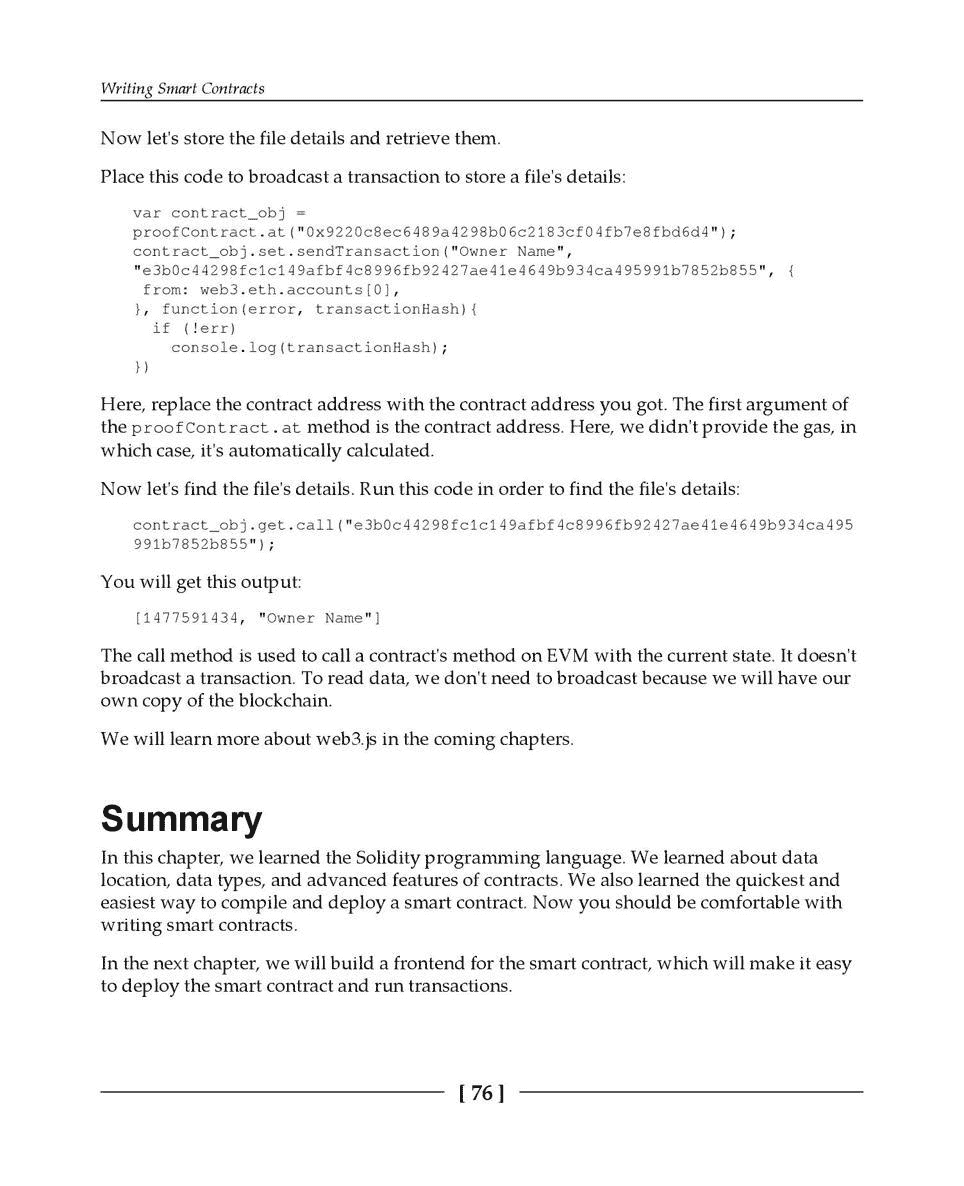 Writing Smart Contracts
Now let's store the file details and retrieve them.
Place this code to broadcast a transaction to store a file's details:
var contract_obj =
proofContract.at("0x9220c8ec6489a4298b06c2183cf04fb7e8fbd6d4");
contract_obj.set.sendTransaction("Owner Name",
"e3b0c44298fc1c149afbf4c8996fb92427ae41e4649b934ca495991b7852b855", {
from: web3.eth.accounts[0],
}, function(error, transactionHash){
if (!err)
console.log(transactionHash);
})
Here, replace the contract address with the contract address you got. The first argument of
the proofContract.at method is the contract address. Here, we didn't provide the gas, in
which case, it's automatically calculated.
Now let's find the file's details. Run this code in order to find the file's details:
contract_obj.get.call("e3b0c44298fc1c149afbf4c8996fb92427ae41e4649b934ca495
991b7852b855");
You will get this output:
[1477591434, "Owner Name"]
The call method is used to call a contract's method on EVM with the current state. It doesn't
broadcast a transaction. To read data, we don't need to broadcast because we will have our
own copy of the blockchain.
We will learn more about web3.js in the coming chapters.
Summary
In this chapter, we learned the Solidity programming language. We learned about data
location, data types, and advanced features of contracts. We also learned the quickest and
easiest way to compile and deploy a smart contract. Now you should be comfortable with
writing smart contracts.
In the next chapter, we will build a frontend for the smart contract, which will make it easy
to deploy the smart contract and run transactions.
[ 76 ]